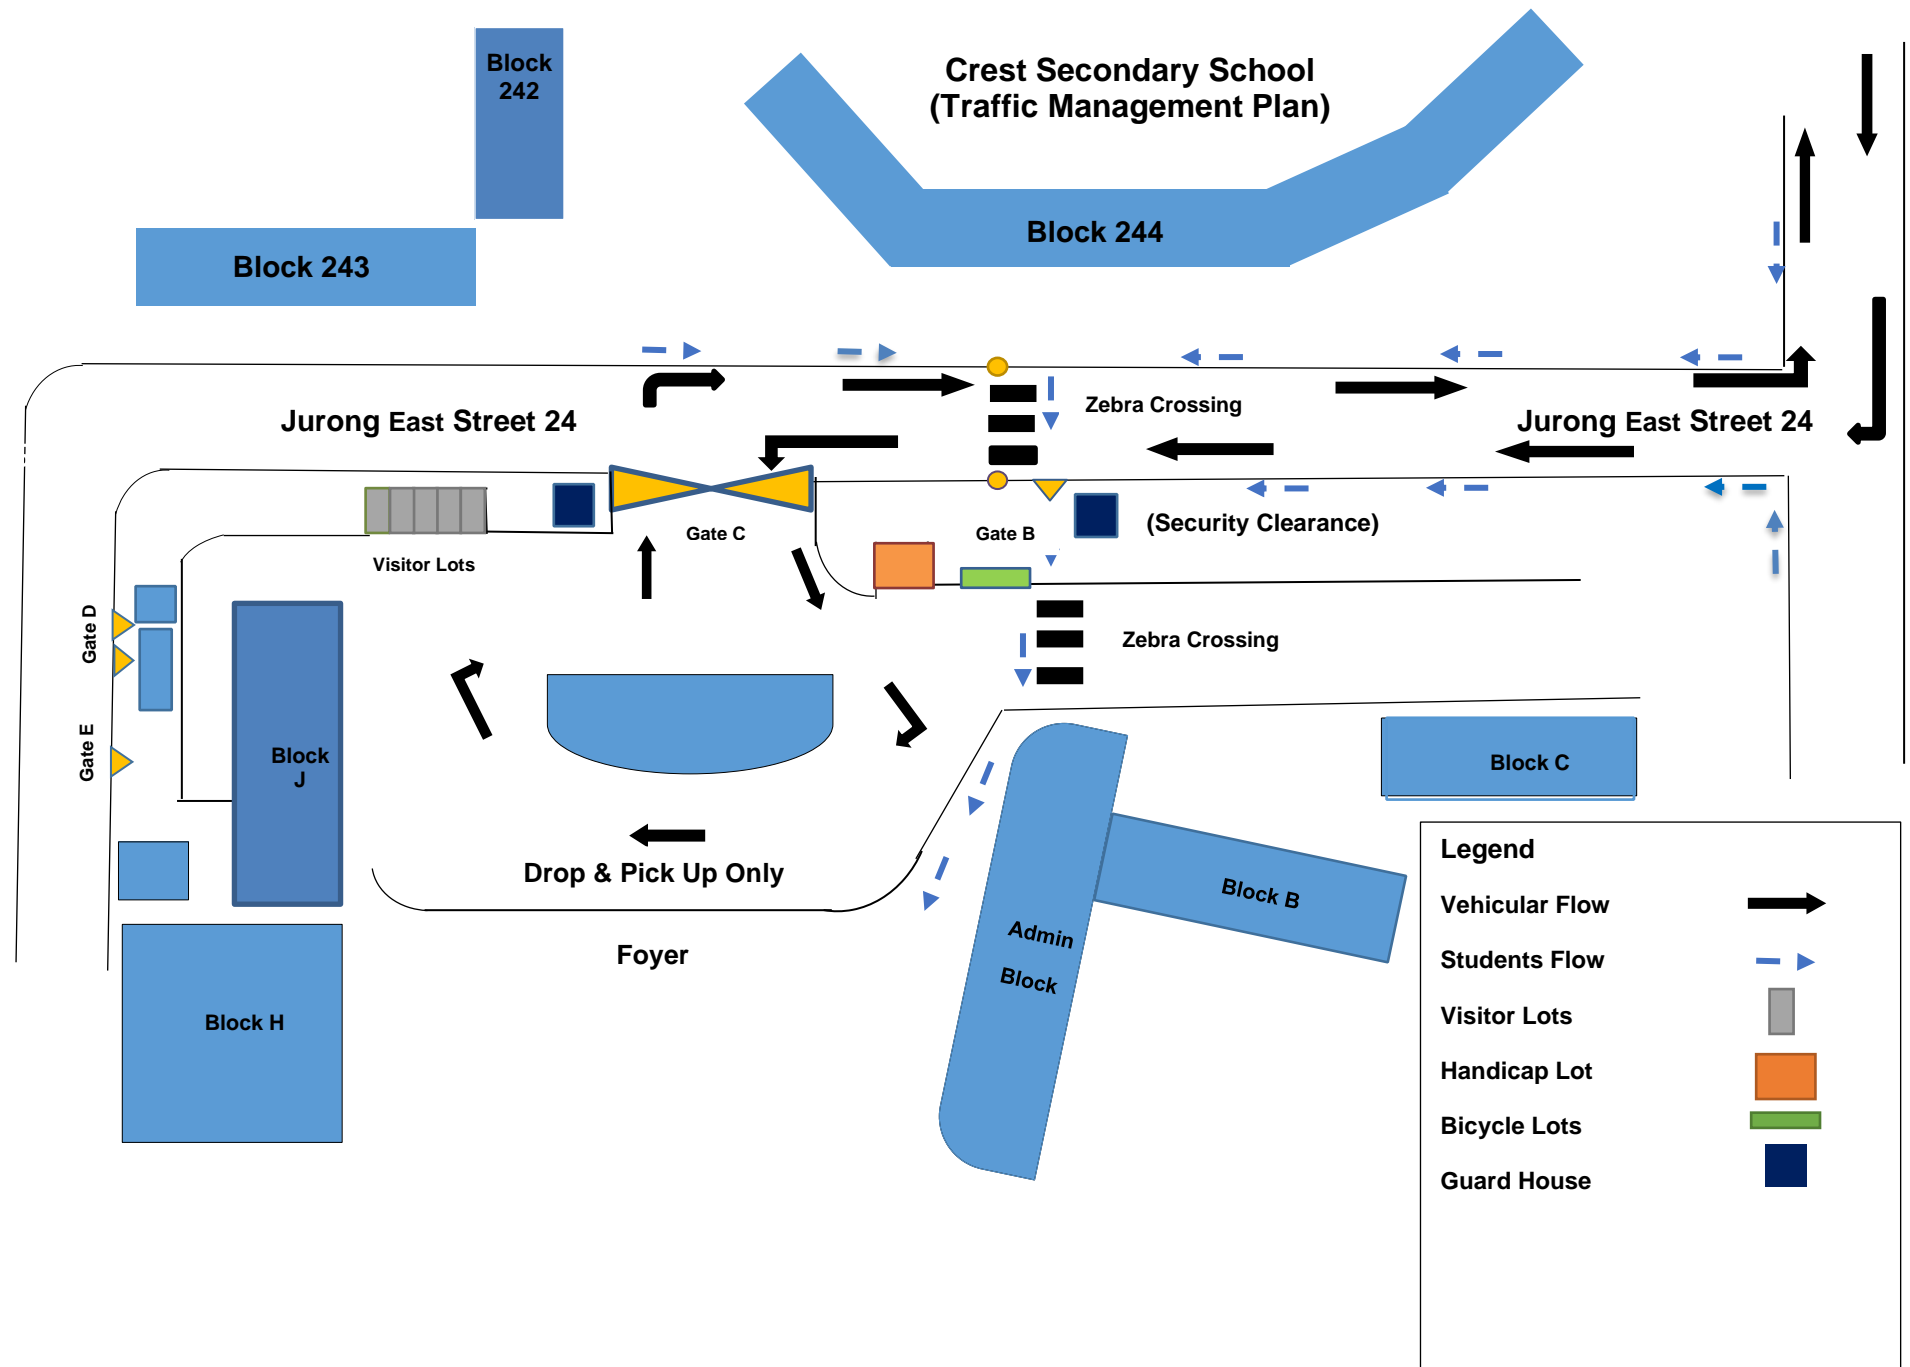 Block
242
Crest Secondary School
(Traffic Management Plan)
Block 244
Block 243
Zebra Crossing
Jurong East Street 24
Jurong East Street 24
(Security Clearance)
Gate C
Gate B
Visitor Lots
Gate D
Zebra Crossing
Gate E
Block
J
Block C
Drop & Pick Up Only
Block B
Admin
Block
Foyer
Block H
Legend
Vehicular Flow
Students Flow
Visitor Lots
Handicap Lot
Bicycle Lots
Guard House